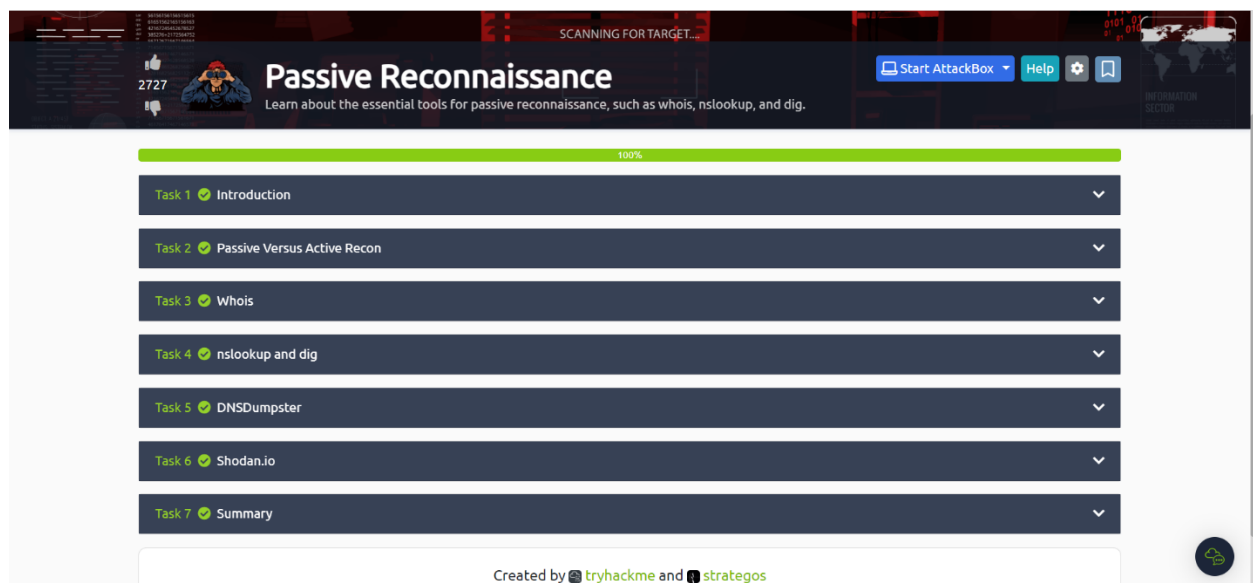 SCANNING FOR TARGET....
2727
Passive Reconnaissance
Learn about the essential tools for passive reconnaissance, such as whois, nslookup, and dig.
Start AttackBox
Help
INFORMATION
SECTOR
100%
Task 1 Introduction
Task 2 Passive Versus Active Recon
Task 3 Whois
Task 4 nslookup and dig
Task 5 DNSDumpster
Task 6 Shodan.io
Task 7 Summary
Created by tryhackme and strategos